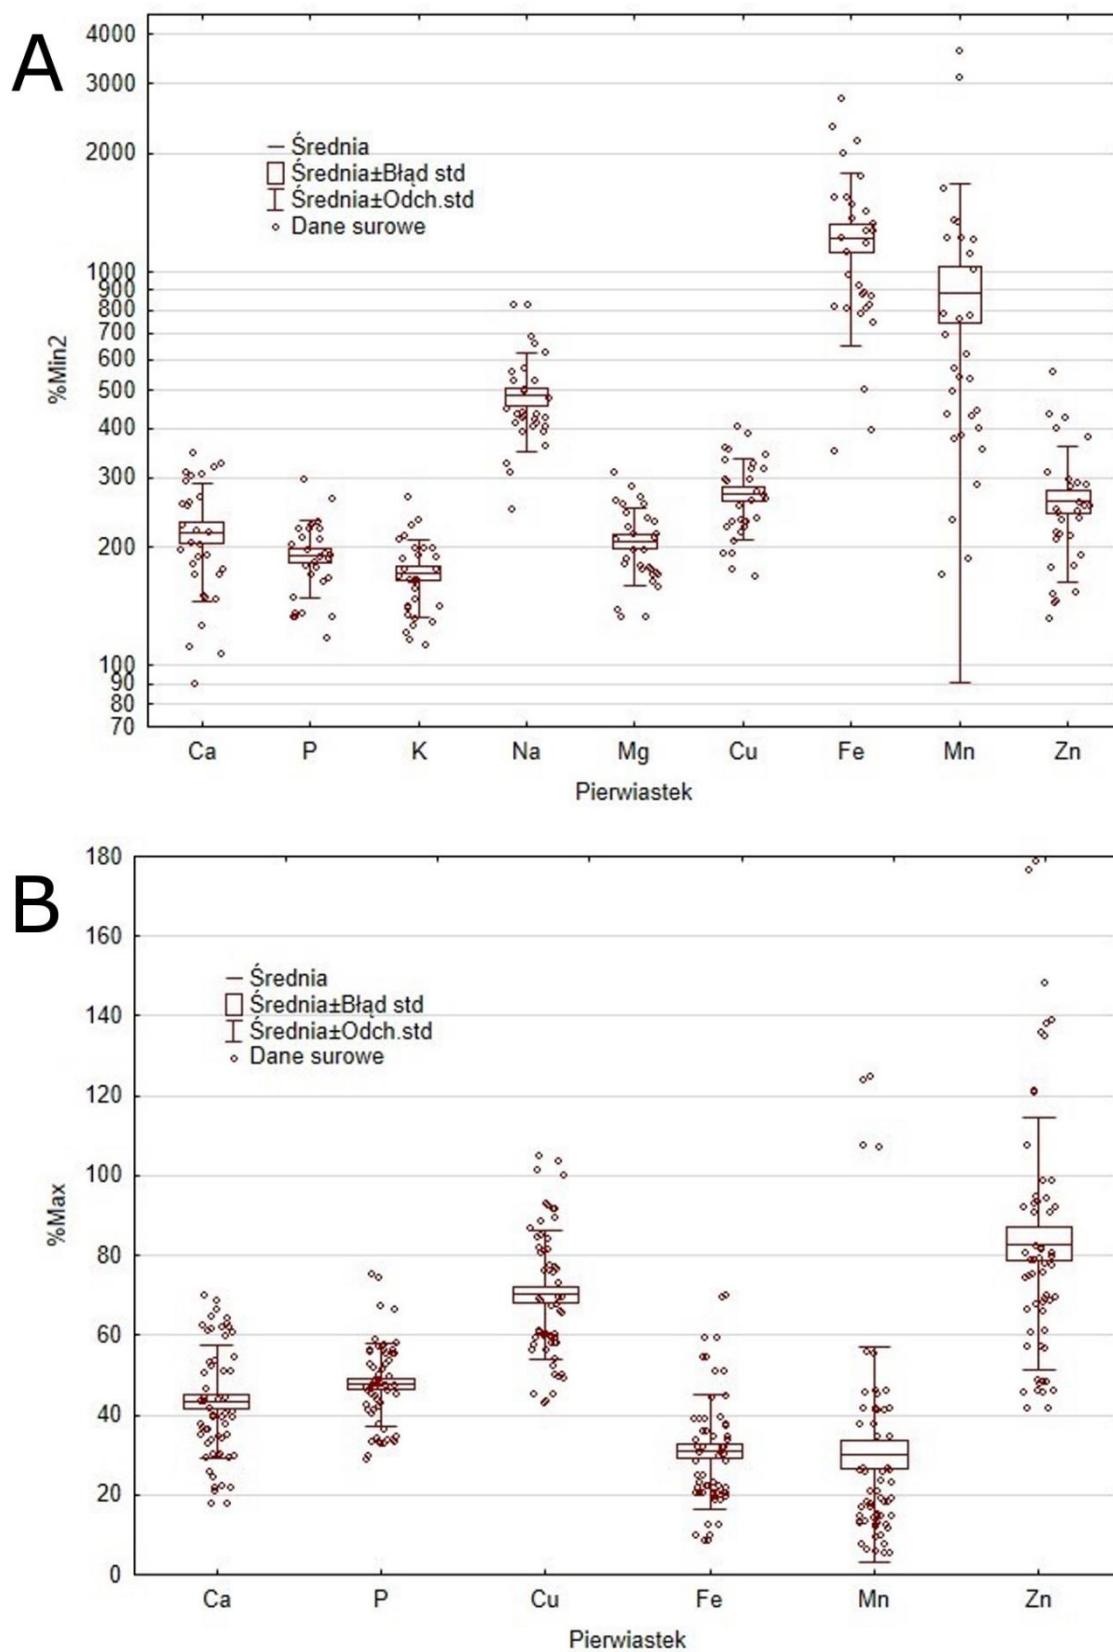 A
4000
3000
2000
1000
900
800
700
600
500
400
300
200
100
90
80
70
%Min2
Średnia
Średnia±Błąd std
Średnia±Odch.std
Dane surowe
Ca P K Na Mg Cu Fe Mn Zn
Pierwiastek
B
180
160
140
120
100
80
60
40
20
0
%Max
Średnia
Średnia±Błąd std
Średnia±Odch.std
Dane surowe
Ca P Cu Fe Mn Zn
Pierwiastek